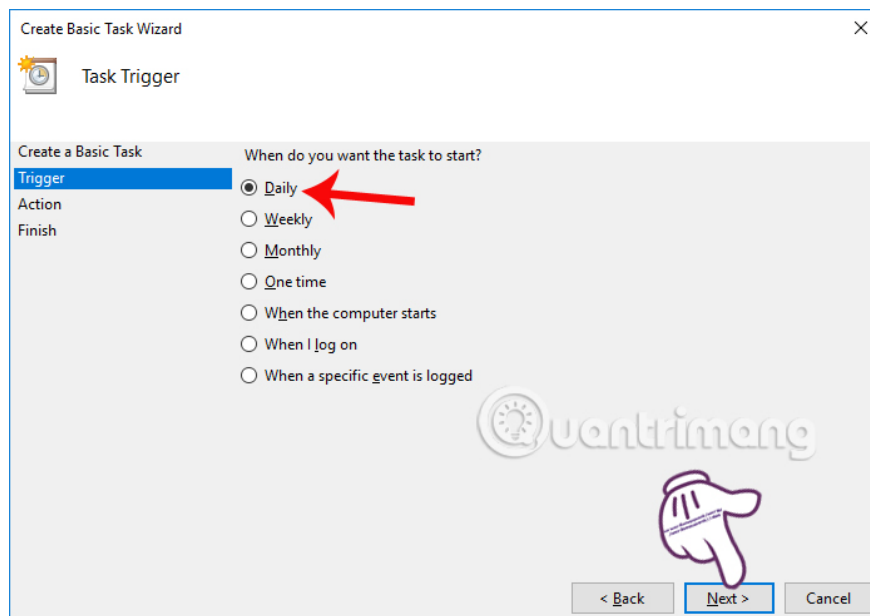 Create Basic Task Wizard
Task Trigger
Create a Basic Task
Trigger
Action
Finish
When do you want the task to start?
Daily
Weekly
Monthly
One time
When the computer starts
When I log on
When a specific event is logged
Quantrimang
< Back
Next >
Cancel